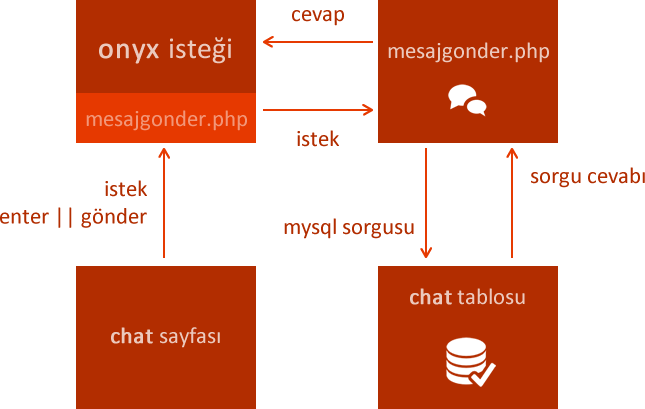 cevap
onyx isteği
mesajgonder.php
mesajgonder.php
istek
istek
enter || gönder
sorgu cevabı
mysql sorgusu
chat sayfası
chat tablosu